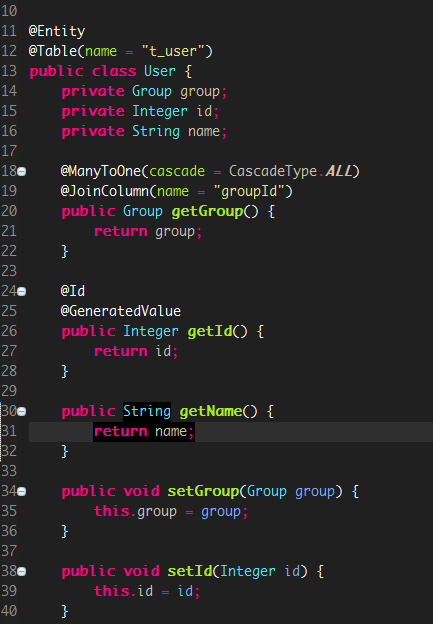 10
11 @Entity
12 @Table(name = "t_user")
13 public class User {
14     private Group group;
15     private Integer id;
16     private String name;
17
18     @ManyToOne(cascade = CascadeType.ALL)
19     @JoinColumn(name = "groupId")
20     public Group getGroup() {
21         return group;
22     }
23
24     @Id
25     @GeneratedValue
26     public Integer getId() {
27         return id;
28     }
29
30     public String getName() {
31         return name;
32     }
33
34     public void setGroup(Group group) {
35         this.group = group;
36     }
37
38     public void setId(Integer id) {
39         this.id = id;
40     }